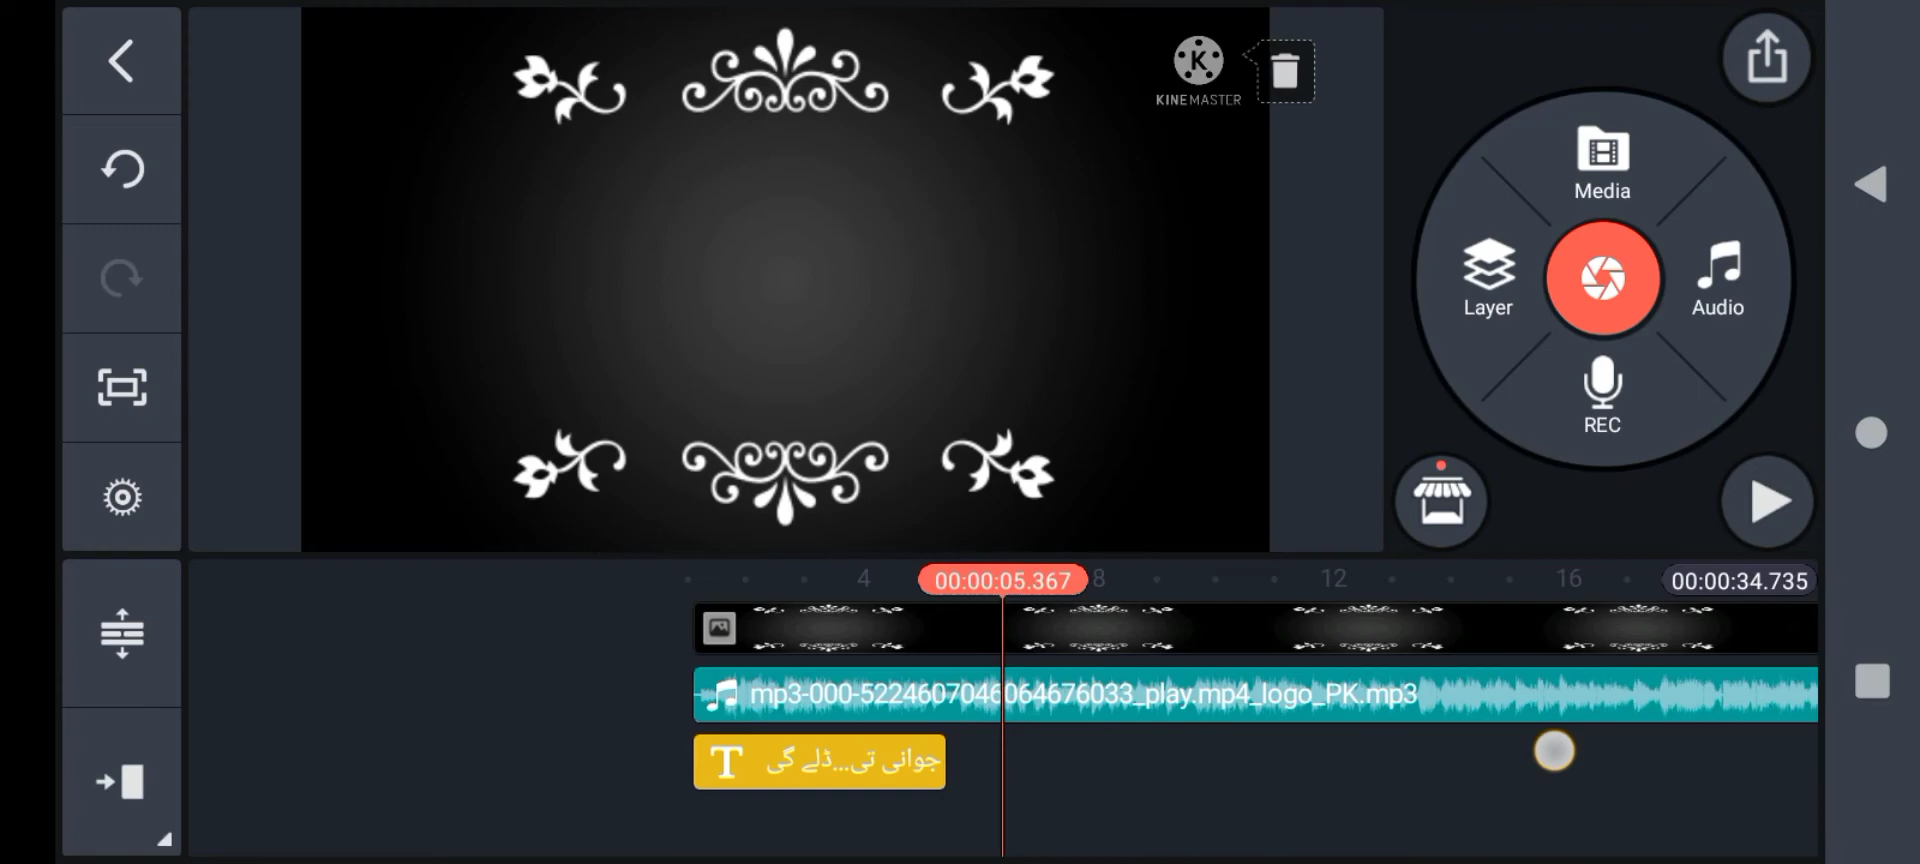 KINEMASTER
Media
Layer
Audio
REC
4
00:00:05.367
8
12
16
00:00:34.735
mp3-000-5224607046064676033_play.mp4_logo_PK.mp3
T
جوانی تی...ڈلے گی